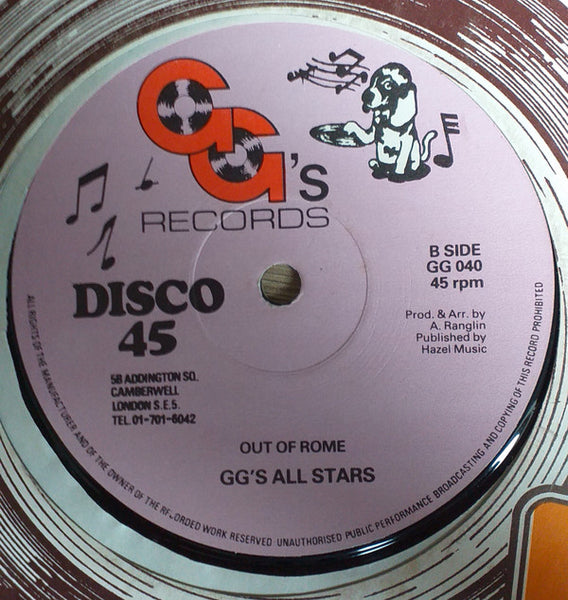 GG's
RECORDS
DISCO
45
B SIDE
GG 040
45 rpm
Prod. & Arr. by
A. Ranglin
Published by
Hazel Music
5B ADDINGTON SQ.
CAMBERWELL
LONDON S.E.5.
TEL. 01-701-6042
OUT OF ROME
GG'S ALL STARS
ALL RIGHTS OF THE MANUFACTURER AND OF THE OWNER OF THE RECORDED WORK RESERVED UNAUTHORISED PUBLIC PERFORMANCE BROADCASTING AND COPYING OF THIS RECORD PROHIBITED